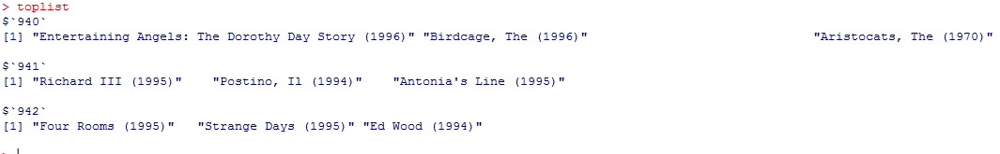 > toplist
$`940`
[1] "Entertaining Angels: The Dorothy Day Story (1996)" "Birdcage, The (1996)"                              "Aristocats, The (1970)"
$`941`
[1] "Richard III (1995)"    "Postino, Il (1994)"    "Antonia's Line (1995)"
$`942`
[1] "Four Rooms (1995)"   "Strange Days (1995)" "Ed Wood (1994)"
>